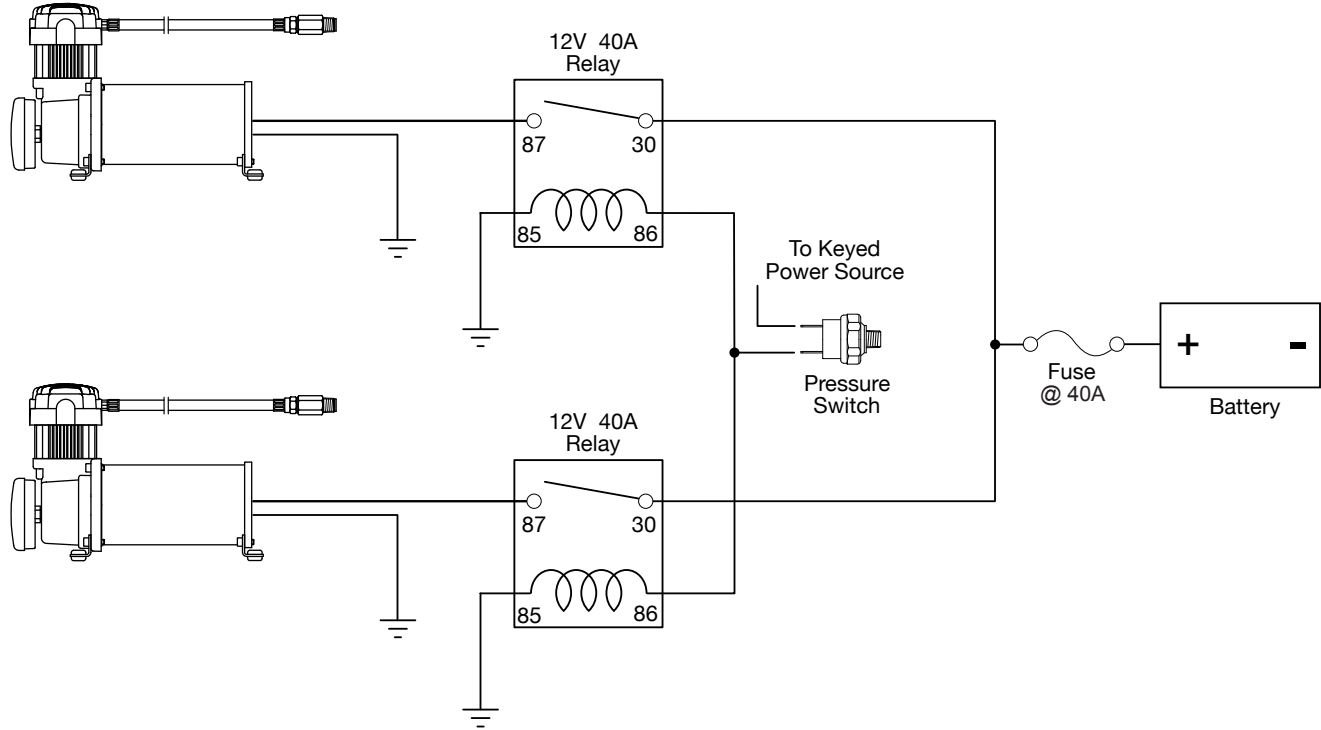 12V 40A
Relay
87
30
85
86
To Keyed
Power Source
Pressure
Switch
Fuse
@ 40A
+
-
Battery
12V 40A
Relay
87
30
85
86